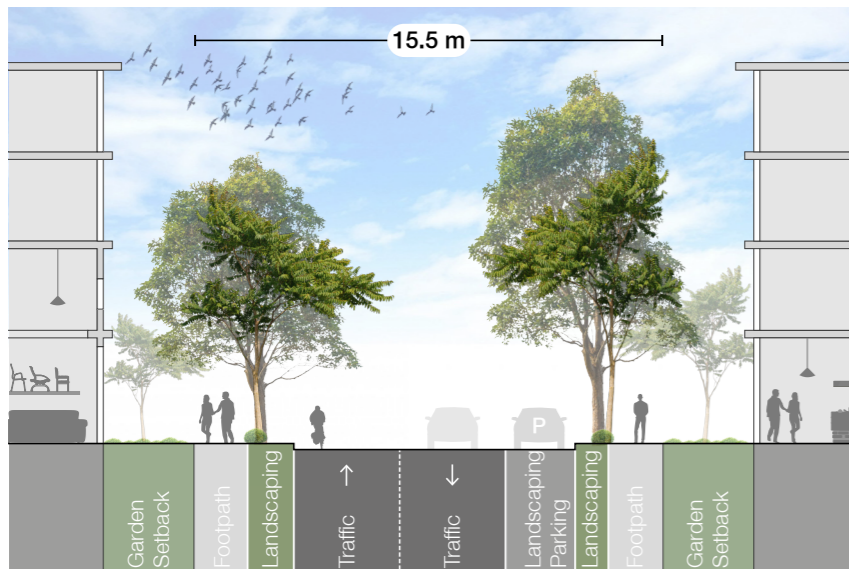 15.5 m
P
Garden
Setback
Footpath
Landscaping
Traffic
Traffic
Landscaping
Parking
Landscaping
Footpath
Garden
Setback